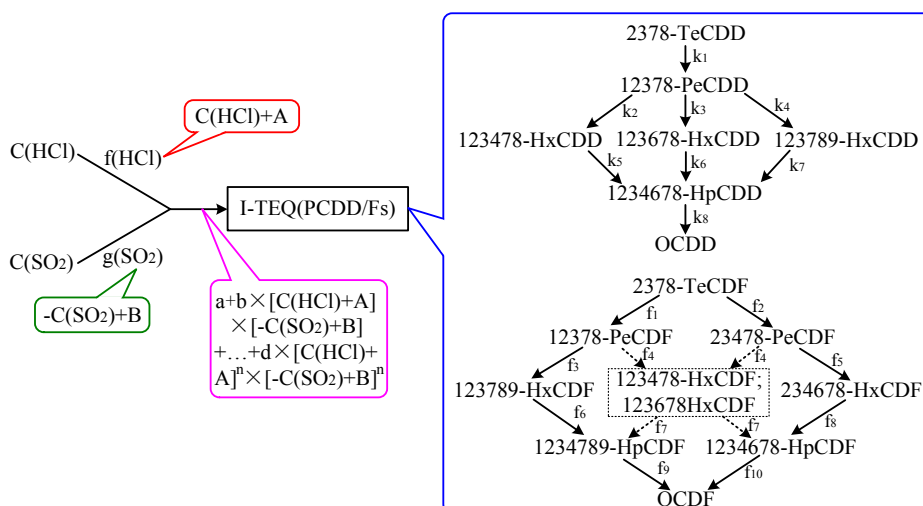 C(HCl)
f(HCl)
C(HCl)+A
C(SO₂)
g(SO₂)
-C(SO₂)+B
I-TEQ(PCDD/Fs)
a+b×[C(HCl)+A]
×[-C(SO₂)+B]
+…+d×[C(HCl)+
A]ⁿ×[-C(SO₂)+B]ⁿ
2378-TeCDD
k₁
12378-PeCDD
k₂ k₃ k₄
123478-HxCDD 123678-HxCDD 123789-HxCDD
k₅ k₆ k₇
1234678-HpCDD
k₈
OCDD
2378-TeCDF
f₁ f₂
12378-PeCDF 23478-PeCDF
f₃ f₄ f₄ f₅
123789-HxCDF 123478-HxCDF; 234678-HxCDF
123678HxCDF
f₆ f₇ f₇ f₈
1234789-HpCDF 1234678-HpCDF
f₉ f₁₀
OCDF